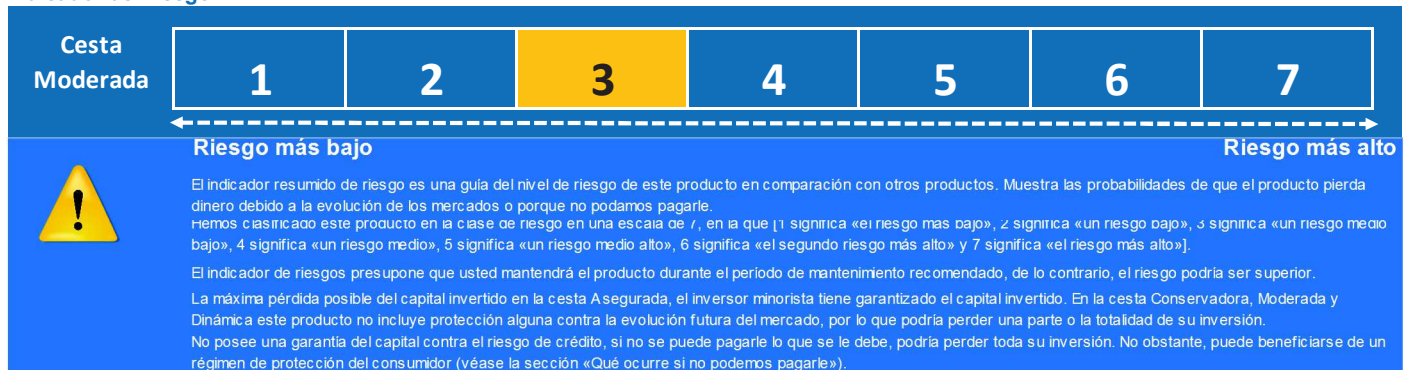 Cesta
Moderada
1 2 3 4 5 6 7
Riesgo más bajo Riesgo más alto
El indicador resumido de riesgo es una guía del nivel de riesgo de este producto en comparación con otros productos. Muestra las probabilidades de que el producto pierda
dinero debido a la evolución de los mercados o porque no podamos pagarle.
Hemos clasificado este producto en la clase de riesgo en una escala de 7, en la que [1 significa «el riesgo más bajo», 2 significa «un riesgo bajo», 3 significa «un riesgo medio
bajo», 4 significa «un riesgo medio», 5 significa «un riesgo medio alto», 6 significa «el segundo riesgo más alto» y 7 significa «el riesgo más alto»].
El indicador de riesgos presupone que usted mantendrá el producto durante el período de mantenimiento recomendado, de lo contrario, el riesgo podría ser superior.
La máxima pérdida posible del capital invertido en la cesta Asegurada, el inversor minorista tiene garantizado el capital invertido. En la cesta Conservadora, Moderada y
Dinámica este producto no incluye protección alguna contra la evolución futura del mercado, por lo que podría perder una parte o la totalidad de su inversión.
No posee una garantía del capital contra el riesgo de crédito, si no se puede pagarle lo que se le debe, podría perder toda su inversión. No obstante, puede beneficiarse de un
régimen de protección del consumidor (véase la sección «Qué ocurre si no podemos pagarle»).